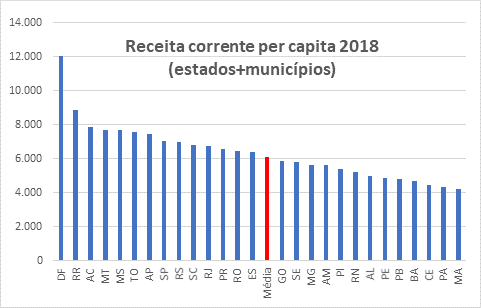 Receita corrente per capita 2018
(estados+municípios)
14.000
12.000
10.000
8.000
6.000
4.000
2.000
0
DF RR AC MT MS TO AP SP RS SC RJ PR RO ES Média GO SE MG AM PI RN AL PE PB BA CE PA MA